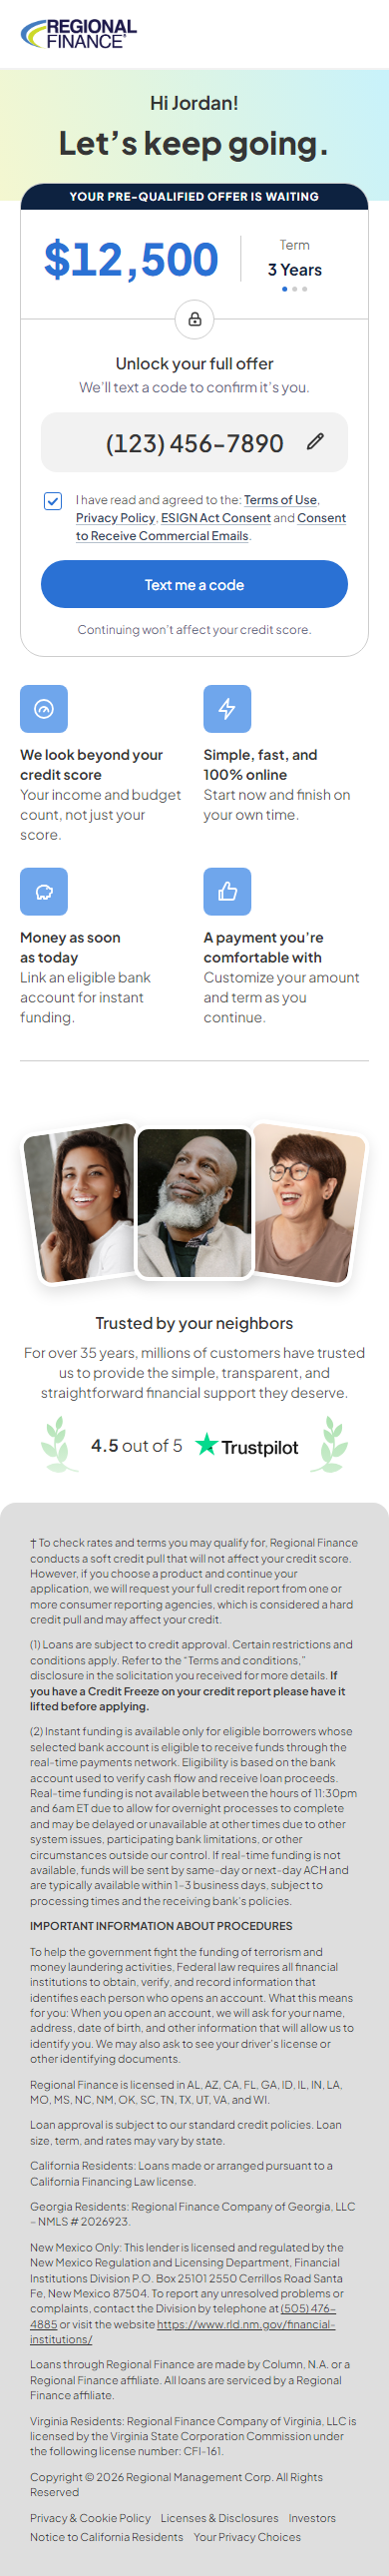 REGIONAL
FINANCE
Hi Jordan!
Let's keep going.
YOUR PRE-QUALIFIED OFFER IS WAITING
$12,500
Term
3 Years
Unlock your full offer
We'll text a code to confirm it's you.
(123) 456-7890
I have read and agreed to the: Terms of Use,
Privacy Policy, ESIGN Act Consent and Consent
to Receive Commercial Emails.
Text me a code
Continuing won't affect your credit score.
We look beyond your
credit score
Your income and budget
count, not just your
score.
Simple, fast, and
100% online
Start now and finish on
your own time.
Money as soon
as today
Link an eligible bank
account for instant
funding.
A payment you're
comfortable with
Customize your amount
and term as you
continue.
Trusted by your neighbors
For over 35 years, millions of customers have trusted
us to provide the simple, transparent, and
straightforward financial support they deserve.
4.5 out of 5 Trustpilot
† To check rates and terms you may qualify for, Regional Finance
conducts a soft credit pull that will not affect your credit score.
However, if you choose a product and continue your
application, we will request your full credit report from one or
more consumer reporting agencies, which is considered a hard
credit pull and may affect your credit.
(1) Loans are subject to credit approval. Certain restrictions and
conditions apply. Refer to the "Terms and conditions,"
disclosure in the solicitation you received for more details. If
you have a Credit Freeze on your credit report please have it
lifted before applying.
(2) Instant funding is available only for eligible borrowers whose
selected bank account is eligible to receive funds through the
real-time payments network. Eligibility is based on the bank
account used to verify cash flow and receive loan proceeds.
Real-time funding is not available between the hours of 11:30pm
and 6am ET due to allow for overnight processes to complete
and may be delayed or unavailable at other times due to other
system issues, participating bank limitations, or other
circumstances outside our control. If real-time funding is not
available, funds will be sent by same-day or next-day ACH and
are typically available within 1-3 business days, subject to
processing times and the receiving bank's policies.
IMPORTANT INFORMATION ABOUT PROCEDURES
To help the government fight the funding of terrorism and
money laundering activities, Federal law requires all financial
institutions to obtain, verify, and record information that
identifies each person who opens an account. What this means
for you: When you open an account, we will ask for your name,
address, date of birth, and other information that will allow us to
identify you. We may also ask to see your driver's license or
other identifying documents.
Regional Finance is licensed in AL, AZ, CA, FL, GA, ID, IL, IN, LA,
MO, MS, NC, NM, OK, SC, TN, TX, UT, VA, and WI.
Loan approval is subject to our standard credit policies. Loan
size, term, and rates may vary by state.
California Residents: Loans made or arranged pursuant to a
California Financing Law license.
Georgia Residents: Regional Finance Company of Georgia, LLC
– NMLS # 2026923.
New Mexico Only: This lender is licensed and regulated by the
New Mexico Regulation and Licensing Department, Financial
Institutions Division P.O. Box 25101 2550 Cerrillos Road Santa
Fe, New Mexico 87504. To report any unresolved problems or
complaints, contact the Division by telephone at (505) 476-
4885 or visit the website https://www.rld.nm.gov/financial-
institutions/
Loans through Regional Finance are made by Column, N.A. or a
Regional Finance affiliate. All loans are serviced by a Regional
Finance affiliate.
Virginia Residents: Regional Finance Company of Virginia, LLC is
licensed by the Virginia State Corporation Commission under
the following license number: CFI-161.
Copyright © 2026 Regional Management Corp. All Rights
Reserved
Privacy & Cookie Policy Licenses & Disclosures Investors
Notice to California Residents Your Privacy Choices